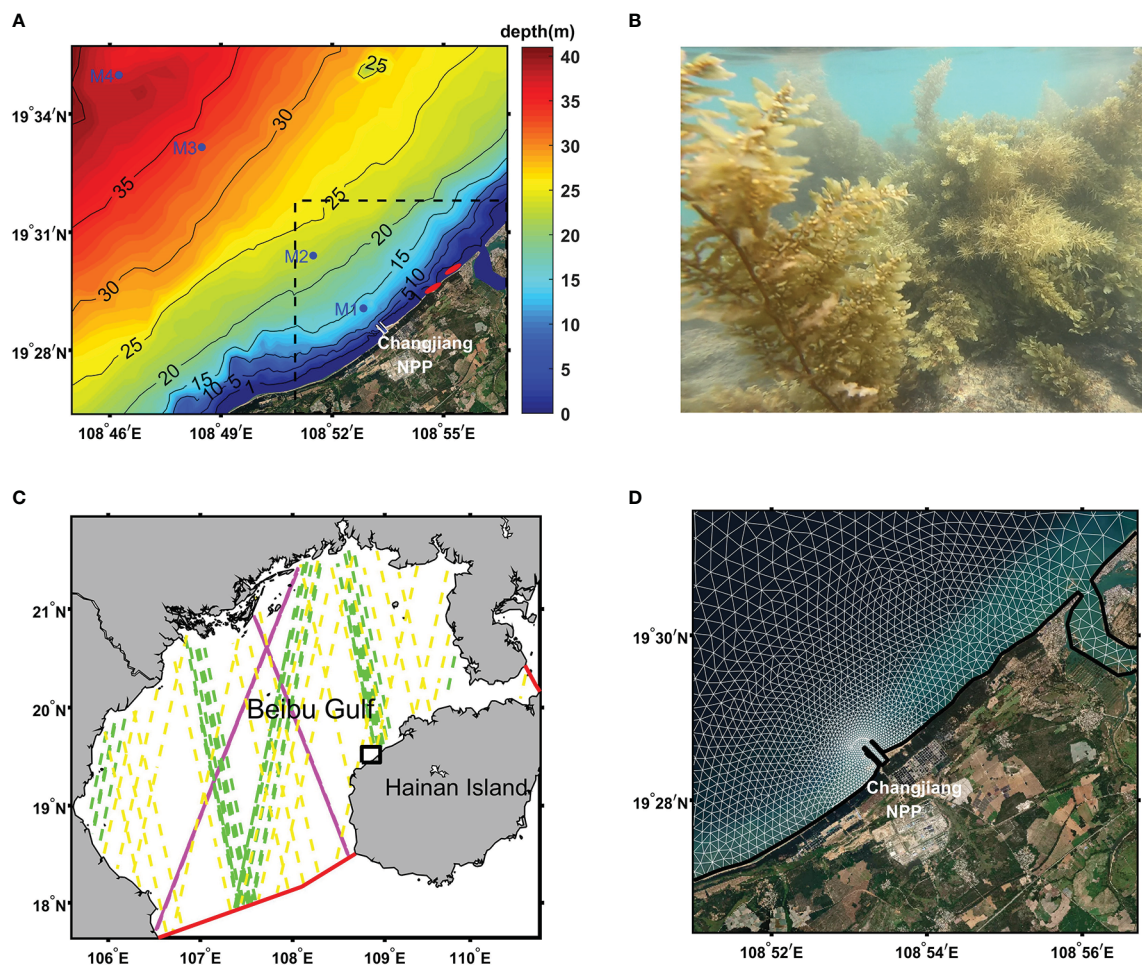 A
depth(m)
40
35
30
25
20
15
10
5
0
M4
M3
M2
M1
25
30
35
25
20
15
10
5
30
25
20
15
10
5
1
Changjiang
NPP
19°34′N
19°31′N
19°28′N
108°46′E
108°49′E
108°52′E
108°55′E
B
C
21°N
20°N
19°N
18°N
Beibu Gulf
Hainan Island
106°E
107°E
108°E
109°E
110°E
D
19°30′N
19°28′N
Changjiang
NPP
108°52′E
108°54′E
108°56′E